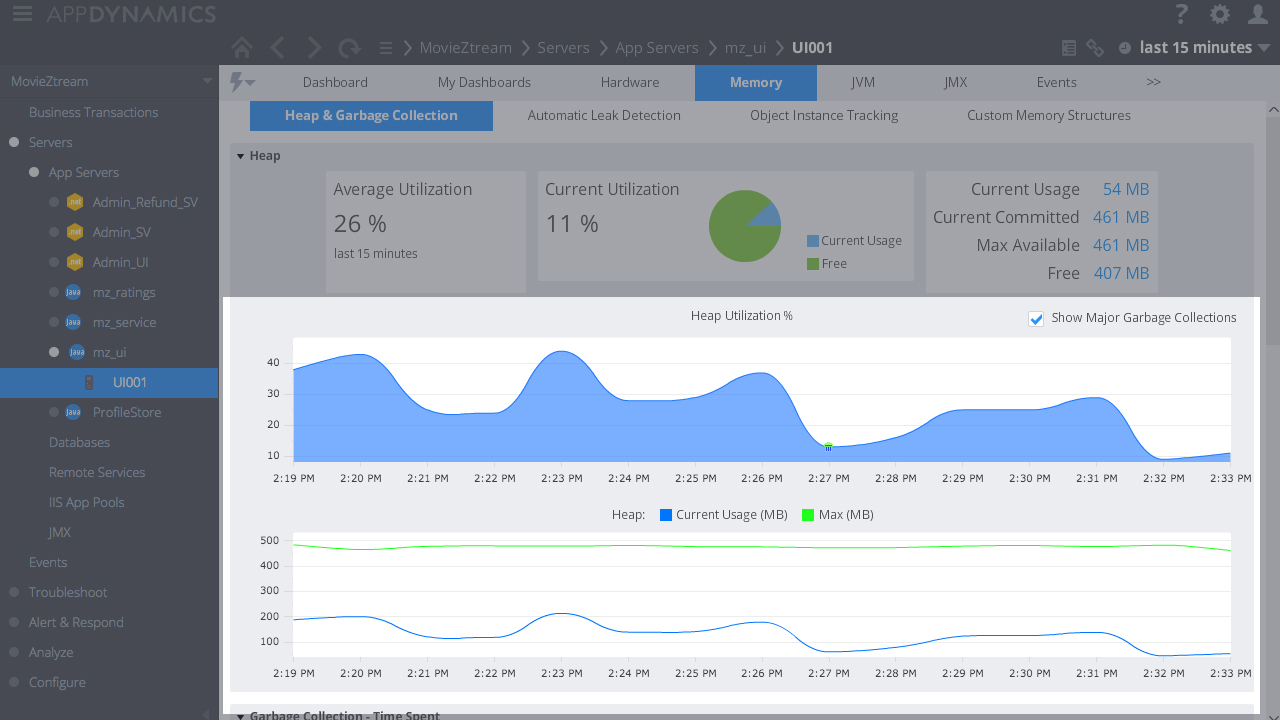 APPDYNAMICS
?
MovieZtream Servers App Servers mz_ui UI001 last 15 minutes
MovieZtream
Business Transactions
Servers
App Servers
.net Admin_Refund_SV
.net Admin_SV
.net Admin_UI
Java mz_ratings
Java mz_service
Java mz_ui
UI001
Java ProfileStore
Databases
Remote Services
IIS App Pools
JMX
Events
Troubleshoot
Alert & Respond
Analyze
Configure
Dashboard My Dashboards Hardware Memory JVM JMX Events >>
Heap & Garbage Collection Automatic Leak Detection Object Instance Tracking Custom Memory Structures
Heap
Average Utilization
26 %
last 15 minutes
Current Utilization
11 %
Current Usage
Free
Current Usage 54 MB
Current Committed 461 MB
Max Available 461 MB
Free 407 MB
Heap Utilization %
Show Major Garbage Collections
40
30
20
10
2:19 PM 2:20 PM 2:21 PM 2:22 PM 2:23 PM 2:24 PM 2:25 PM 2:26 PM 2:27 PM 2:28 PM 2:29 PM 2:30 PM 2:31 PM 2:32 PM 2:33 PM
Heap: Current Usage (MB) Max (MB)
500
400
300
200
100
2:19 PM 2:20 PM 2:21 PM 2:22 PM 2:23 PM 2:24 PM 2:25 PM 2:26 PM 2:27 PM 2:28 PM 2:29 PM 2:30 PM 2:31 PM 2:32 PM 2:33 PM
Garbage Collection - Time Spent